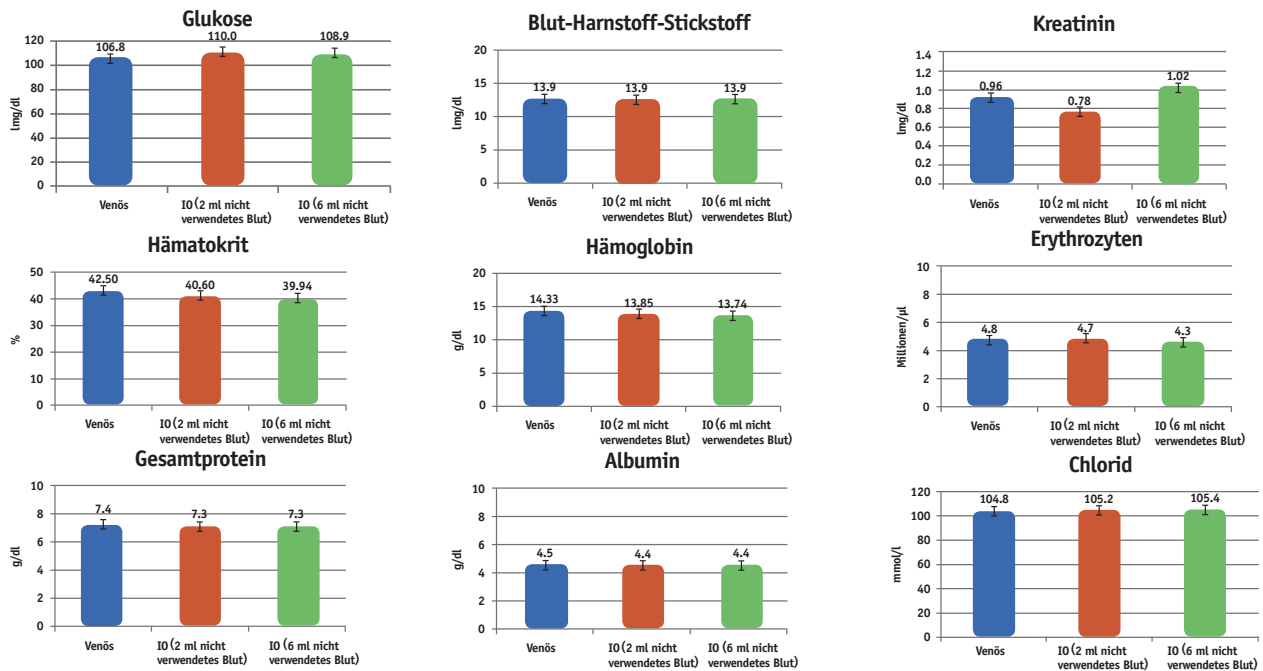 Glukose
lmg/dl
120
100
80
60
40
20
0
106.8
110.0
108.9
Venös
IO (2 ml nicht
verwendetes Blut)
IO (6 ml nicht
verwendetes Blut)
Blut-Harnstoff-Stickstoff
lmg/dl
20
15
10
5
0
13.9
13.9
13.9
Venös
IO (2 ml nicht
verwendetes Blut)
IO (6 ml nicht
verwendetes Blut)
Kreatinin
lmg/dl
1.4
1.2
1.0
0.8
0.6
0.4
0.2
0.0
0.96
0.78
1.02
Venös
IO (2 ml nicht
verwendetes Blut)
IO (6 ml nicht
verwendetes Blut)
Hämatokrit
%
50
40
30
20
10
0
42.50
40.60
39.94
Venös
IO (2 ml nicht
verwendetes Blut)
IO (6 ml nicht
verwendetes Blut)
Hämoglobin
g/dl
20
15
10
5
0
14.33
13.85
13.74
Venös
IO (2 ml nicht
verwendetes Blut)
IO (6 ml nicht
verwendetes Blut)
Erythrozyten
Millionen/µl
10
8
6
4
2
0
4.8
4.7
4.3
Venös
IO (2 ml nicht
verwendetes Blut)
IO (6 ml nicht
verwendetes Blut)
Gesamtprotein
g/dl
10
8
6
4
2
0
7.4
7.3
7.3
Venös
IO (2 ml nicht
verwendetes Blut)
IO (6 ml nicht
verwendetes Blut)
Albumin
g/dl
10
8
6
4
2
0
4.5
4.4
4.4
Venös
IO (2 ml nicht
verwendetes Blut)
IO (6 ml nicht
verwendetes Blut)
Chlorid
mmol/l
120
100
80
60
40
20
0
104.8
105.2
105.4
Venös
IO (2 ml nicht
verwendetes Blut)
IO (6 ml nicht
verwendetes Blut)